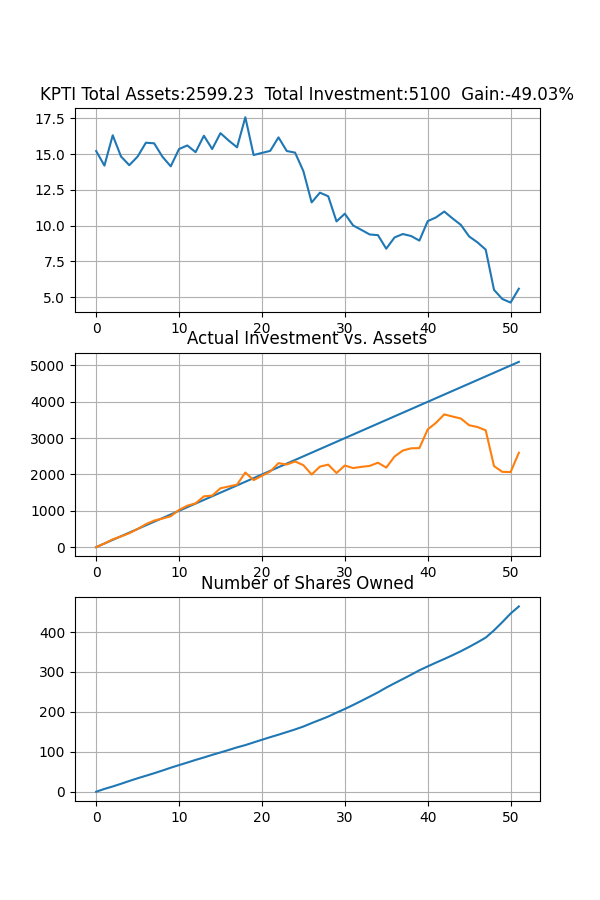 KPTI Total Assets:2599.23  Total Investment:5100  Gain:-49.03%
17.5
15.0
12.5
10.0
7.5
5.0
0 10 20 30 40 50
Actual Investment vs. Assets
5000
4000
3000
2000
1000
0
0 10 20 30 40 50
Number of Shares Owned
400
300
200
100
0
0 10 20 30 40 50